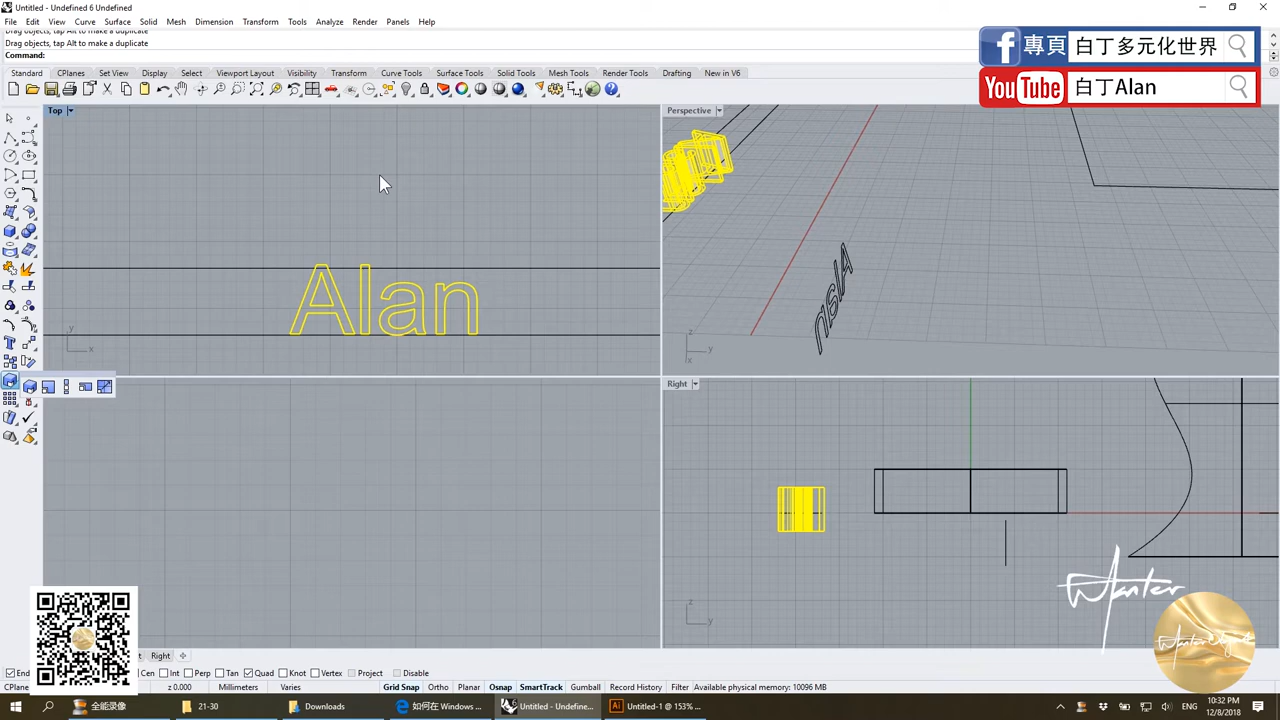 Untitled - Undefined 6 Undefined
File Edit View Curve Surface Solid Mesh Dimension Transform Tools Analyze Render Panels Help
Drag objects, tap Alt to make a duplicate
Drag objects, tap Alt to make a duplicate
Command:
專頁 白丁多元化世界
YouTube 白丁Alan
Standard CPlanes Set View Display Select Viewport Layout Visibility Transform Curve Tools Surface Tools Solid Tools Mesh Tools Render Tools Drafting New in V6
Top
Perspective
Alan
Alan
y
x
z
y
x
Right
z
y
Wanter
Right
End Cen Int Perp Tan Quad Knot Vertex Project Disable
CPlane z 0.000 Millimeters Varies Grid Snap Ortho Planar Osnap SmartTrack Gumball Record History Filter Available physical memory: 10096 MB
全能录像 21-30 Downloads 如何在 Windows ... Untitled - Undefine... Untitled-1 @ 153% ...
ENG 10:32 PM
12/8/2018